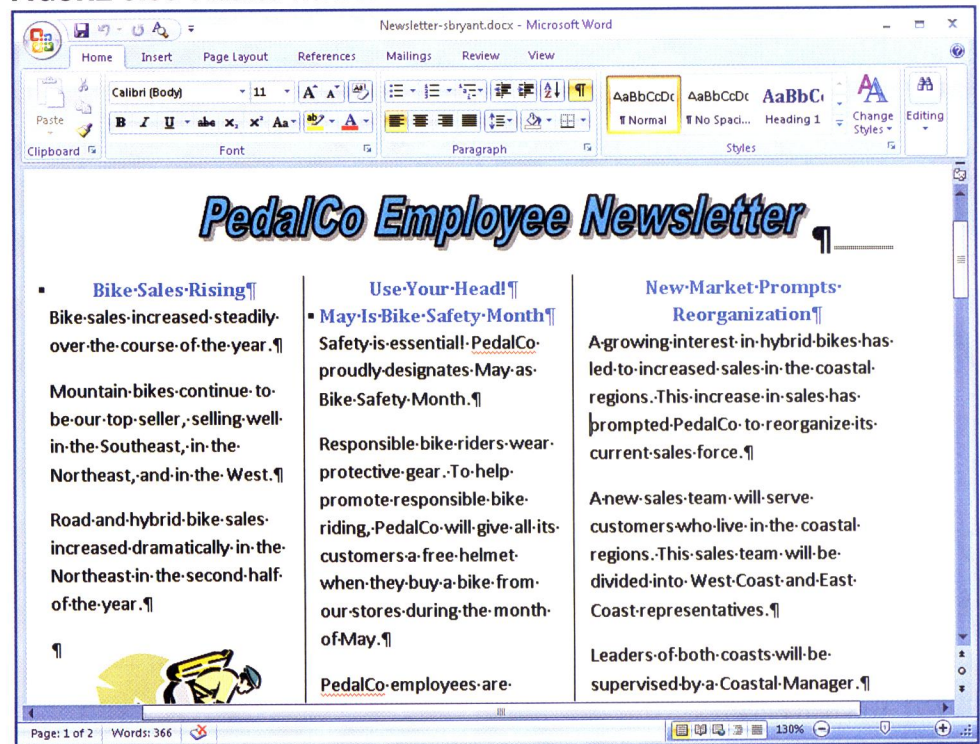 Newsletter-sbryant.docx - Microsoft Word
Home Insert Page Layout References Mailings Review View
Calibri (Body) 11 A A Aa
AaBbCcDc AaBbCcDc AaBbCc
Paste B I U abc x₂ x² Aa ab A
¶ Normal ¶ No Spaci... Heading 1 Change Styles Editing
Clipboard Font Paragraph Styles
PedalCo Employee Newsletter ¶
Bike·Sales·Rising¶
Bike·sales·increased·steadily·
over·the·course·of·the·year.¶
Mountain·bikes·continue·to·
be·our·top·seller,·selling·well·
in·the·Southeast,·in·the·
Northeast,·and·in·the·West.¶
Road·and·hybrid·bike·sales·
increased·dramatically·in·the·
Northeast·in·the·second·half·
of·the·year.¶
¶
Use·Your·Head!¶
May·Is·Bike·Safety·Month¶
Safety·is·essential!·PedalCo·
proudly·designates·May·as·
Bike·Safety·Month.¶
Responsible·bike·riders·wear·
protective·gear.·To·help·
promote·responsible·bike·
riding,·PedalCo·will·give·all·its·
customers·a·free·helmet·
when·they·buy·a·bike·from·
our·stores·during·the·month·
of·May.¶
PedalCo·employees·are·
New·Market·Prompts·
Reorganization¶
A·growing·interest·in·hybrid·bikes·has·
led·to·increased·sales·in·the·coastal·
regions.·This·increase·in·sales·has·
prompted·PedalCo·to·reorganize·its·
current·sales·force.¶
A·new·sales·team·will·serve·
customers·who·live·in·the·coastal·
regions.·This·sales·team·will·be·
divided·into·West·Coast·and·East·
Coast·representatives.¶
Leaders·of·both·coasts·will·be·
supervised·by·a·Coastal·Manager.¶
Page: 1 of 2 Words: 366 130%